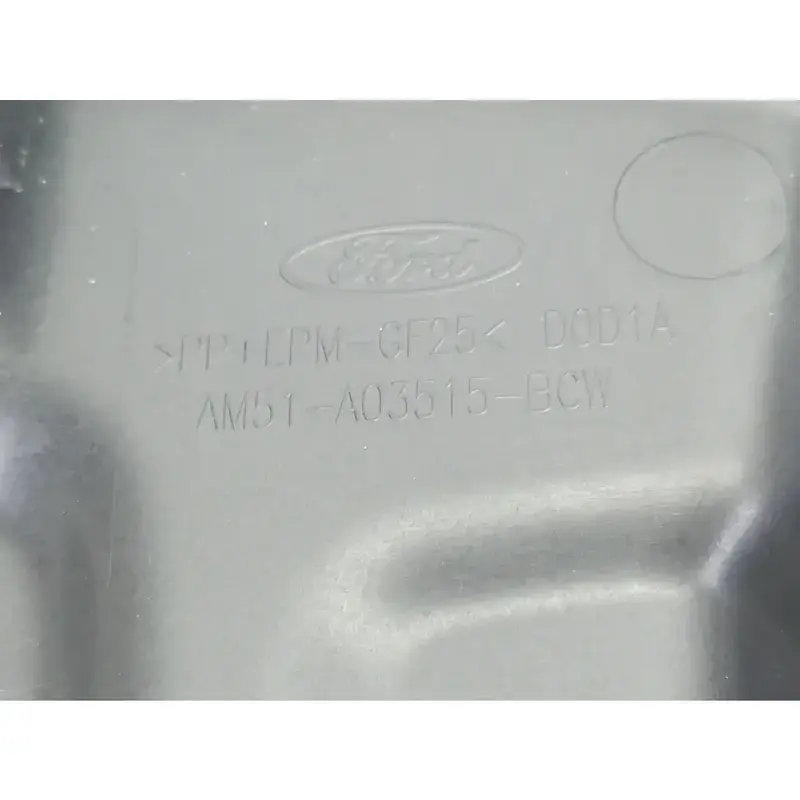 Ford
>PP+EPM-GF25< D0D1A
AM51-A03515-BCW